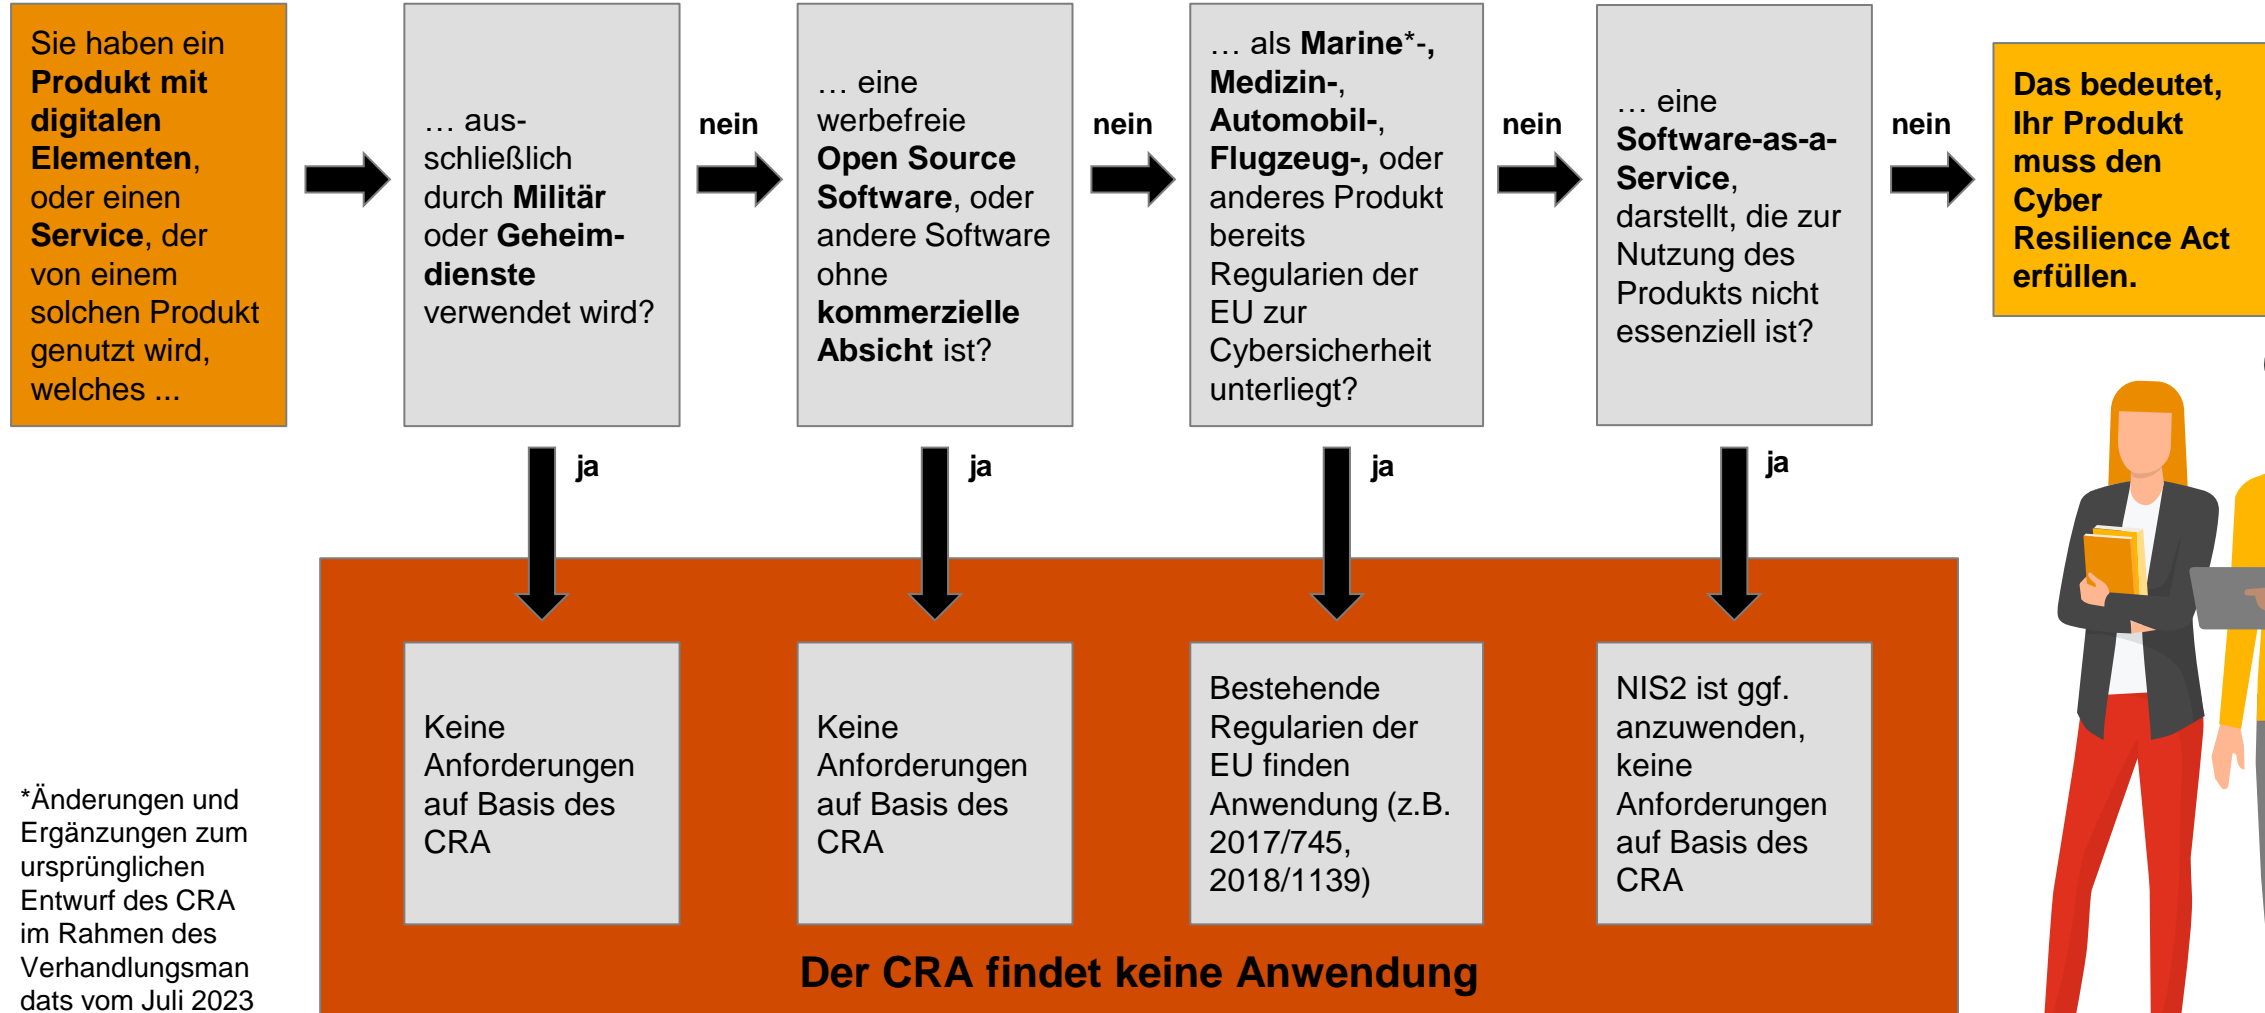 Sie haben ein
Produkt mit
digitalen
Elementen,
oder einen
Service, der
von einem
solchen Produkt
genutzt wird,
welches ...
… aus-
schließlich
durch Militär
oder Geheim-
dienste
verwendet wird?
nein
… eine
werbefreie
Open Source
Software, oder
andere Software
ohne
kommerzielle
Absicht ist?
nein
… als Marine*-,
Medizin-,
Automobil-,
Flugzeug-, oder
anderes Produkt
bereits
Regularien der
EU zur
Cybersicherheit
unterliegt?
nein
… eine
Software-as-a-
Service,
darstellt, die zur
Nutzung des
Produkts nicht
essenziell ist?
nein
Das bedeutet,
Ihr Produkt
muss den
Cyber
Resilience Act
erfüllen.
ja
ja
ja
ja
Keine
Anforderungen
auf Basis des
CRA
Keine
Anforderungen
auf Basis des
CRA
Bestehende
Regularien der
EU finden
Anwendung (z.B.
2017/745,
2018/1139)
NIS2 ist ggf.
anzuwenden,
keine
Anforderungen
auf Basis des
CRA
Der CRA findet keine Anwendung
*Änderungen und
Ergänzungen zum
ursprünglichen
Entwurf des CRA
im Rahmen des
Verhandlungsman
dats vom Juli 2023